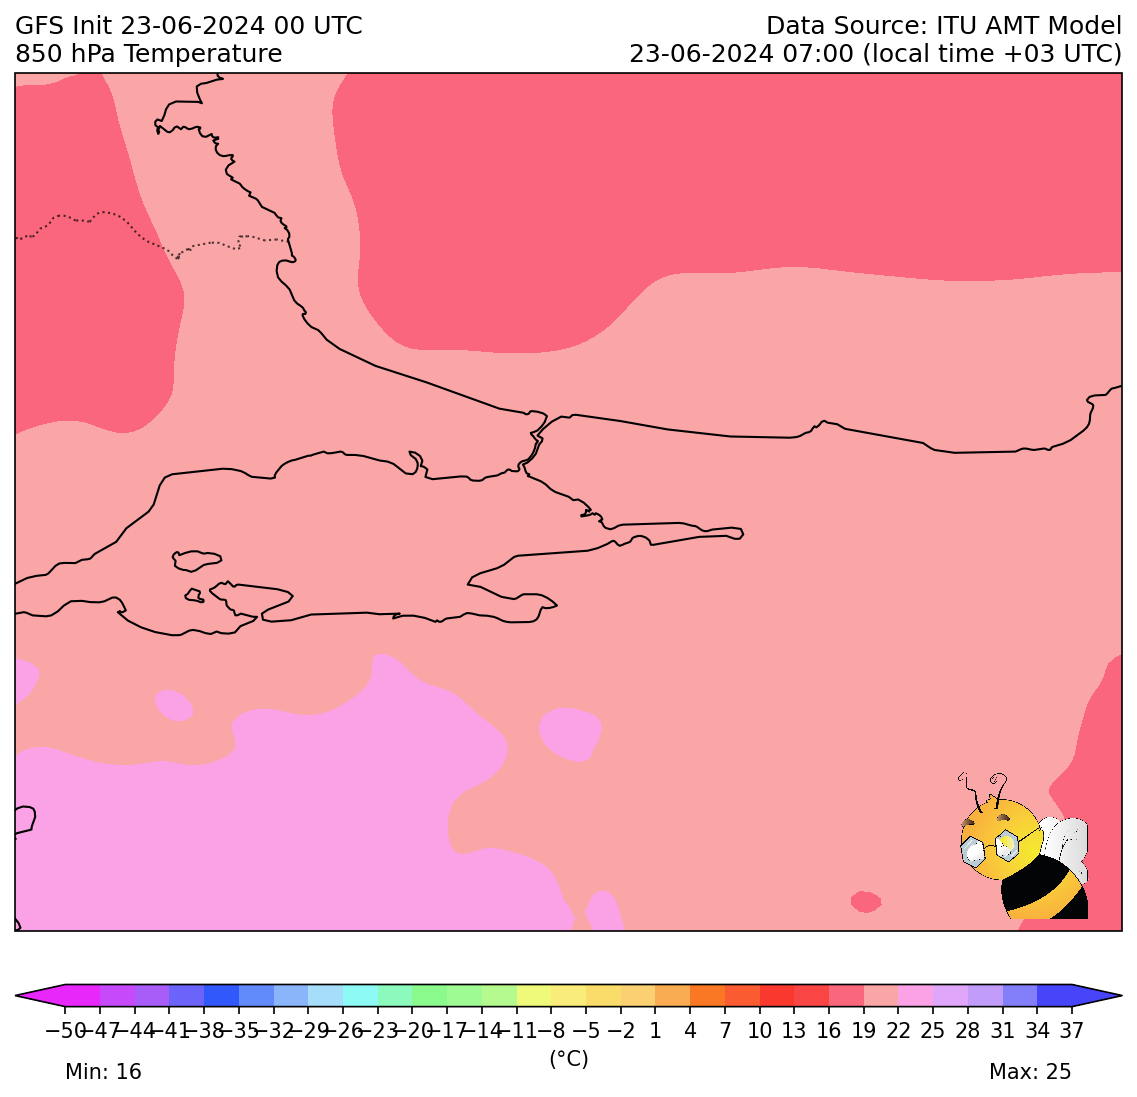 GFS Init 23-06-2024 00 UTC
850 hPa Temperature
Data Source: ITU AMT Model
23-06-2024 07:00 (local time +03 UTC)
−50 −47 −44 −41 −38 −35 −32 −29 −26 −23 −20 −17 −14 −11 −8 −5 −2 1 4 7 10 13 16 19 22 25 28 31 34 37
(°C)
Min: 16
Max: 25